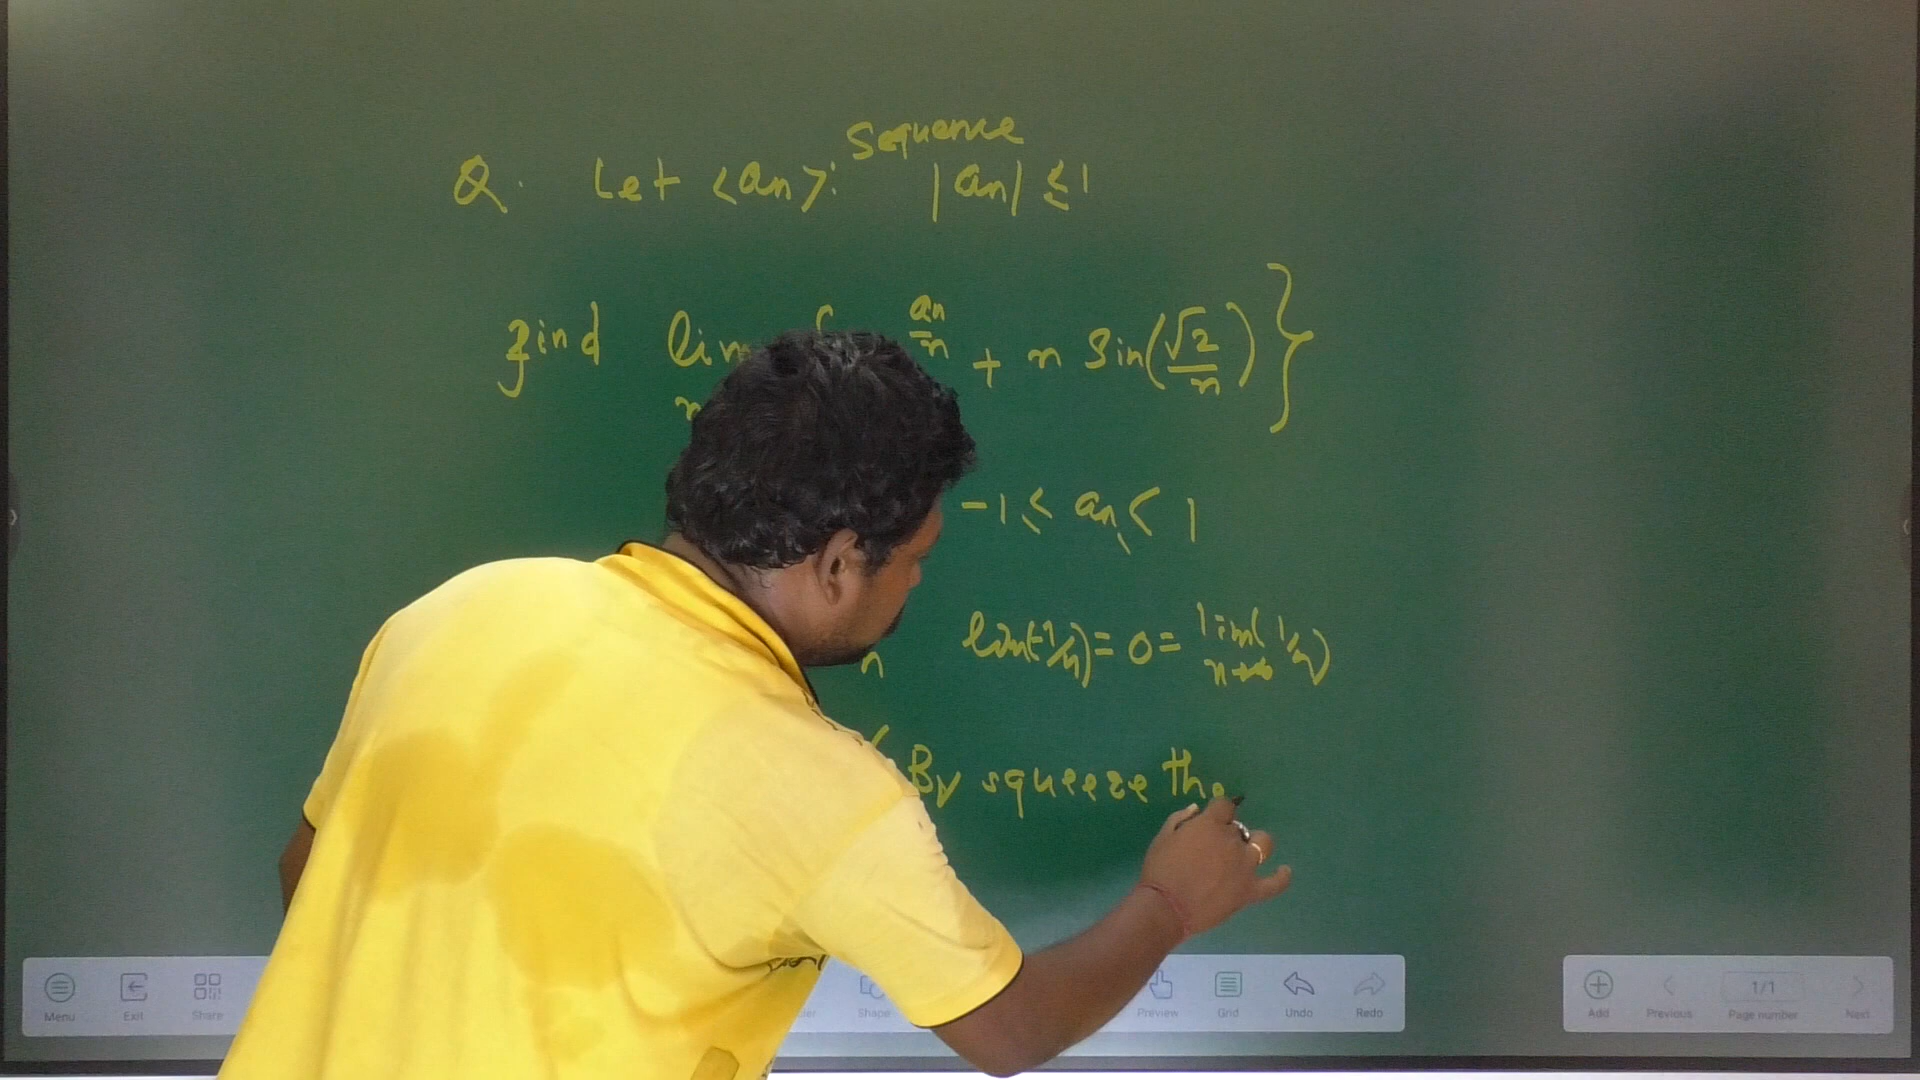 Sequence
Q. Let <an>: |an| ≤ 1
find lim an/n + n Sin(√2/n) }
-1 ≤ an ≤ 1
n lim(-1/n) = 0 = lim n→∞ (1/n)
By squeeze the
Menu Exit Share Shape Preview Grid Undo Redo Add Previous 1/1 Page number Next